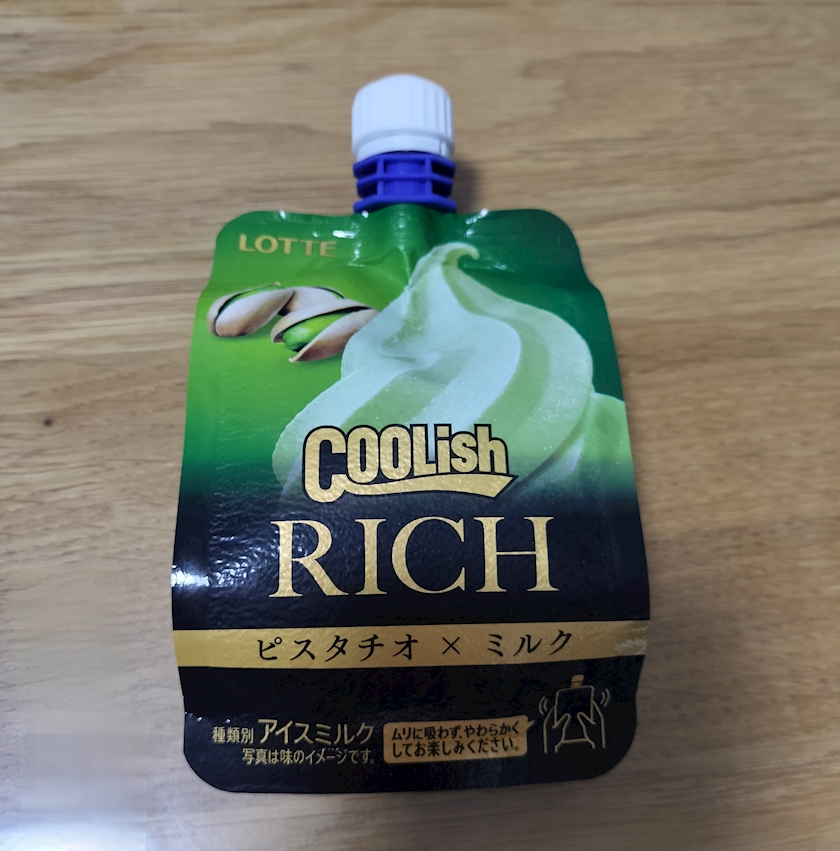 LOTTE
COOLish
RICH
ピスタチオ × ミルク
種類別 アイスミルク
写真は味のイメージです。
ムリに吸わず、やわらかく
してお楽しみください。